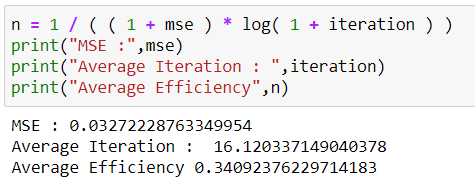 n = 1 / ( ( 1 + mse ) * log( 1 + iteration ) )
print("MSE :",mse)
print("Average Iteration : ",iteration)
print("Average Efficiency",n)
MSE : 0.03272228763349954
Average Iteration :  16.120337149040378
Average Efficiency 0.34092376229714183